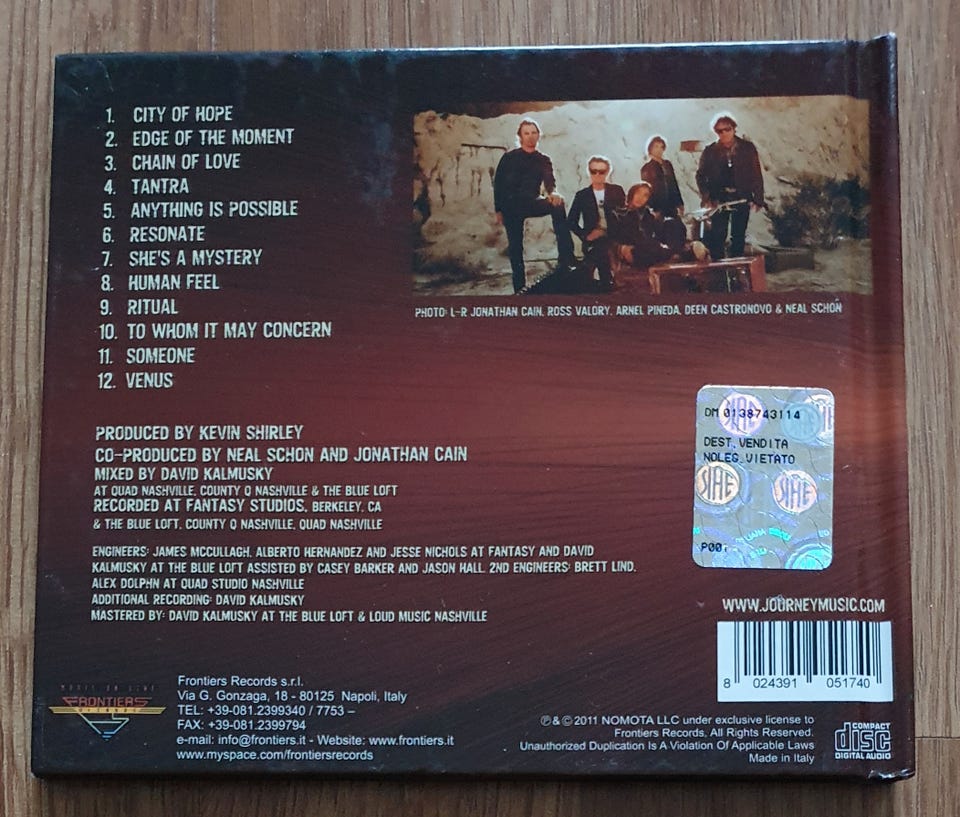 1. CITY OF HOPE
2. EDGE OF THE MOMENT
3. CHAIN OF LOVE
4. TANTRA
5. ANYTHING IS POSSIBLE
6. RESONATE
7. SHE'S A MYSTERY
8. HUMAN FEEL
9. RITUAL
10. TO WHOM IT MAY CONCERN
11. SOMEONE
12. VENUS
PHOTO: L-R JONATHAN CAIN, ROSS VALORY, ARNEL PINEDA, DEEN CASTRONOVO & NEAL SCHON
PRODUCED BY KEVIN SHIRLEY
CO-PRODUCED BY NEAL SCHON AND JONATHAN CAIN
MIXED BY DAVID KALMUSKY
AT QUAD NASHVILLE, COUNTY Q NASHVILLE & THE BLUE LOFT
RECORDED AT FANTASY STUDIOS, BERKELEY, CA
& THE BLUE LOFT, COUNTY Q NASHVILLE, QUAD NASHVILLE
ENGINEERS: JAMES MCCULLAGH, ALBERTO HERNANDEZ AND JESSE NICHOLS AT FANTASY AND DAVID
KALMUSKY AT THE BLUE LOFT ASSISTED BY CASEY BARKER AND JASON HALL. 2ND ENGINEERS: BRETT LIND,
ALEX DOLPHN AT QUAD STUDIO NASHVILLE
ADDITIONAL RECORDING: DAVID KALMUSKY
MASTERED BY: DAVID KALMUSKY AT THE BLUE LOFT & LOUD MUSIC NASHVILLE
DM 0138743114
DEST.VENDITA
NOLEG.VIETATO
SIAE
SIAE
P00
WWW.JOURNEYMUSIC.COM
8 024391 051740
FRONTIERS
RECORDS
Frontiers Records s.r.l.
Via G. Gonzaga, 18 - 80125 Napoli, Italy
TEL: +39-081.2399340 / 7753 –
FAX: +39-081.2399794
e-mail: info@frontiers.it - Website: www.frontiers.it
www.myspace.com/frontiersrecords
℗ & © 2011 NOMOTA LLC under exclusive license to
Frontiers Records. All Rights Reserved.
Unauthorized Duplication Is A Violation Of Applicable Laws
Made in Italy
COMPACT
disc
DIGITAL AUDIO